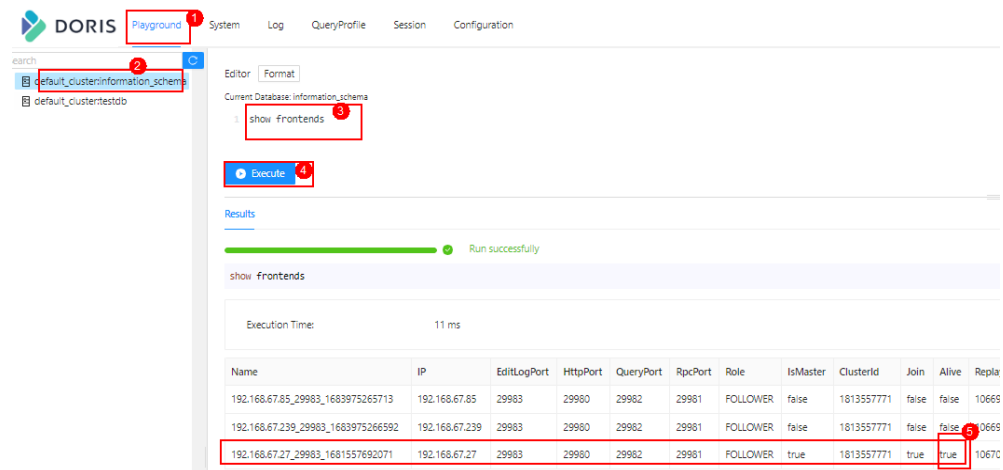 DORIS Playground 1 System Log QueryProfile Session Configuration
earch
2
default_cluster:information_schema
default_cluster:testdb
Editor Format
Current Database: information_schema
3
1 show frontends
Execute 4
Results
Run successfully
show frontends
Execution Time: 11 ms
Name IP EditLogPort HttpPort QueryPort RpcPort Role IsMaster ClusterId Join Alive Replay
192.168.67.85_29983_1683975265713 192.168.67.85 29983 29980 29982 29981 FOLLOWER false 1813557771 false false 10669
192.168.67.239_29983_1683975266592 192.168.67.239 29983 29980 29982 29981 FOLLOWER false 1813557771 false false 10669
5
192.168.67.27_29983_1681557692071 192.168.67.27 29983 29980 29982 29981 FOLLOWER true 1813557771 true true 10670